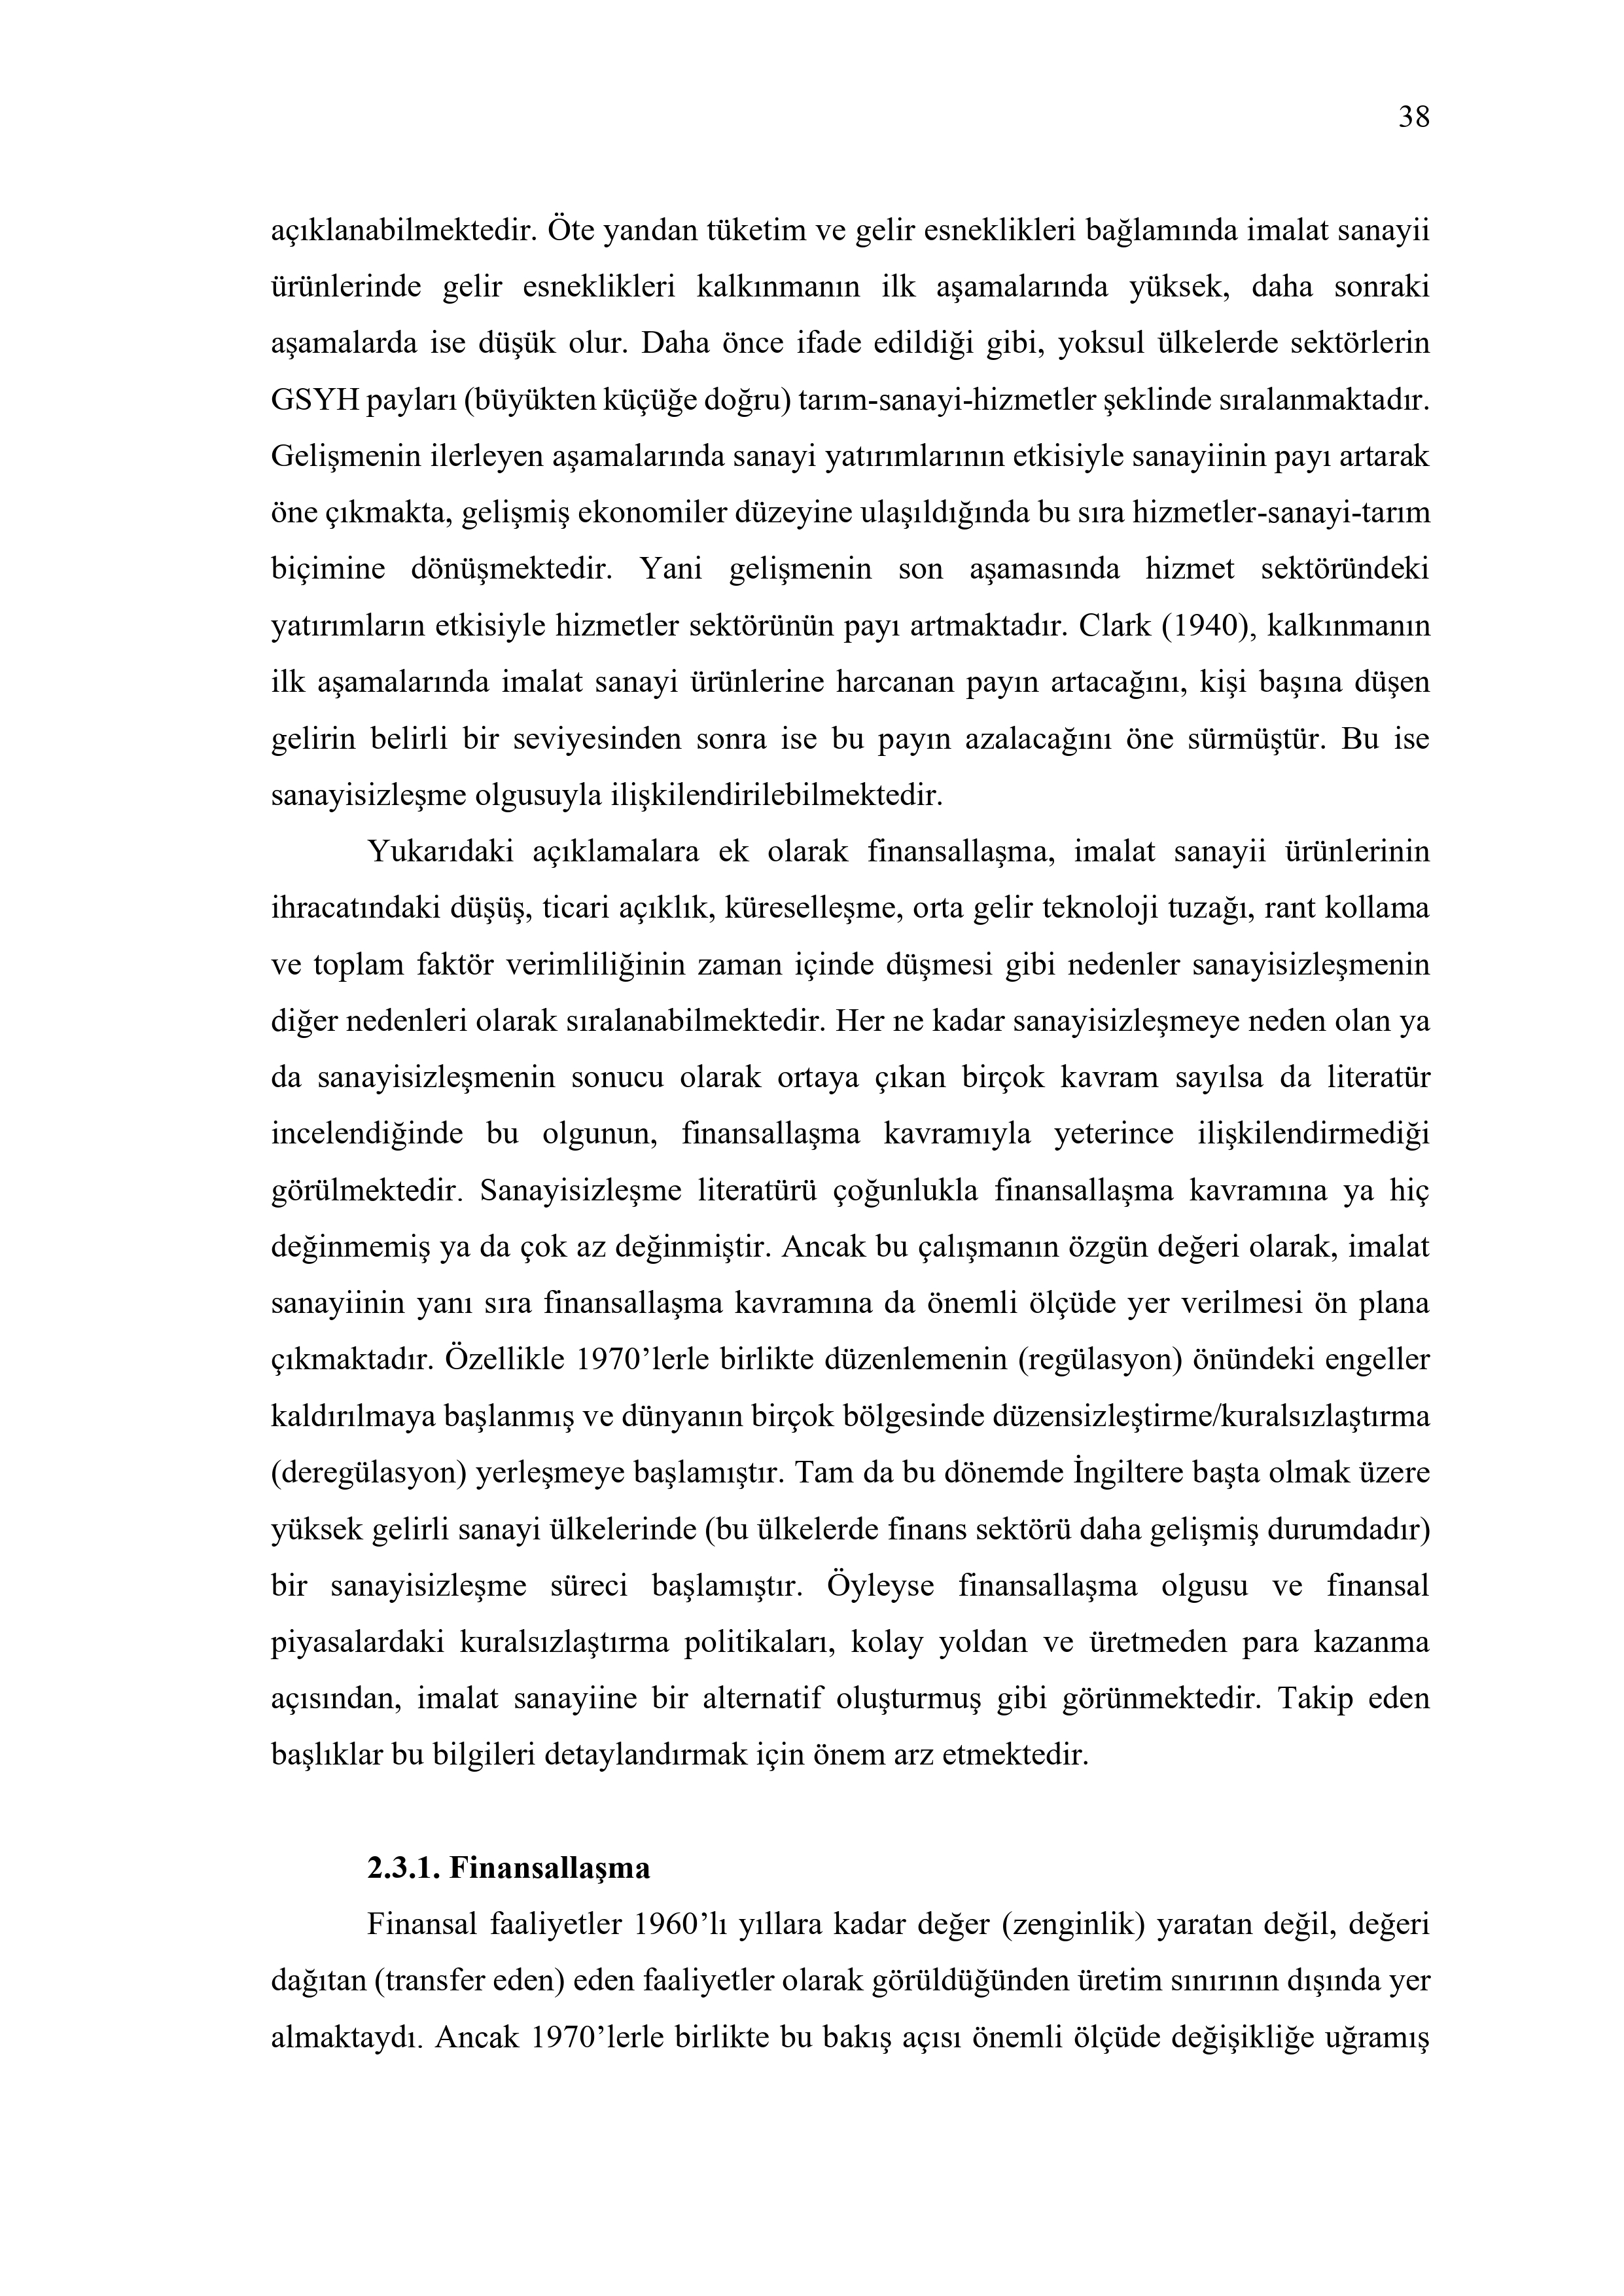 38
açıklanabilmektedir. Öte yandan tüketim ve gelir esneklikleri bağlamında imalat sanayii
ürünlerinde gelir esneklikleri kalkınmanın ilk aşamalarında yüksek, daha sonraki
aşamalarda ise düşük olur. Daha önce ifade edildiği gibi, yoksul ülkelerde sektörlerin
GSYH payları (büyükten küçüğe doğru) tarım-sanayi-hizmetler şeklinde sıralanmaktadır.
Gelişmenin ilerleyen aşamalarında sanayi yatırımlarının etkisiyle sanayiinin payı artarak
öne çıkmakta, gelişmiş ekonomiler düzeyine ulaşıldığında bu sıra hizmetler-sanayi-tarım
biçimine dönüşmektedir. Yani gelişmenin son aşamasında hizmet sektöründeki
yatırımların etkisiyle hizmetler sektörünün payı artmaktadır. Clark (1940), kalkınmanın
ilk aşamalarında imalat sanayi ürünlerine harcanan payın artacağını, kişi başına düşen
gelirin belirli bir seviyesinden sonra ise bu payın azalacağını öne sürmüştür. Bu ise
sanayisizleşme olgusuyla ilişkilendirilebilmektedir.
Yukarıdaki açıklamalara ek olarak finansallaşma, imalat sanayii ürünlerinin
ihracatındaki düşüş, ticari açıklık, küreselleşme, orta gelir teknoloji tuzağı, rant kollama
ve toplam faktör verimliliğinin zaman içinde düşmesi gibi nedenler sanayisizleşmenin
diğer nedenleri olarak sıralanabilmektedir. Her ne kadar sanayisizleşmeye neden olan ya
da sanayisizleşmenin sonucu olarak ortaya çıkan birçok kavram sayılsa da literatür
incelendiğinde bu olgunun, finansallaşma kavramıyla yeterince ilişkilendirmediği
görülmektedir. Sanayisizleşme literatürü çoğunlukla finansallaşma kavramına ya hiç
değinmemiş ya da çok az değinmiştir. Ancak bu çalışmanın özgün değeri olarak, imalat
sanayiinin yanı sıra finansallaşma kavramına da önemli ölçüde yer verilmesi ön plana
çıkmaktadır. Özellikle 1970’lerle birlikte düzenlemenin (regülasyon) önündeki engeller
kaldırılmaya başlanmış ve dünyanın birçok bölgesinde düzensizleştirme/kuralsızlaştırma
(deregülasyon) yerleşmeye başlamıştır. Tam da bu dönemde İngiltere başta olmak üzere
yüksek gelirli sanayi ülkelerinde (bu ülkelerde finans sektörü daha gelişmiş durumdadır)
bir sanayisizleşme süreci başlamıştır. Öyleyse finansallaşma olgusu ve finansal
piyasalardaki kuralsızlaştırma politikaları, kolay yoldan ve üretmeden para kazanma
açısından, imalat sanayiine bir alternatif oluşturmuş gibi görünmektedir. Takip eden
başlıklar bu bilgileri detaylandırmak için önem arz etmektedir.
2.3.1. Finansallaşma
Finansal faaliyetler 1960’lı yıllara kadar değer (zenginlik) yaratan değil, değeri
dağıtan (transfer eden) eden faaliyetler olarak görüldüğünden üretim sınırının dışında yer
almaktaydı. Ancak 1970’lerle birlikte bu bakış açısı önemli ölçüde değişikliğe uğramış